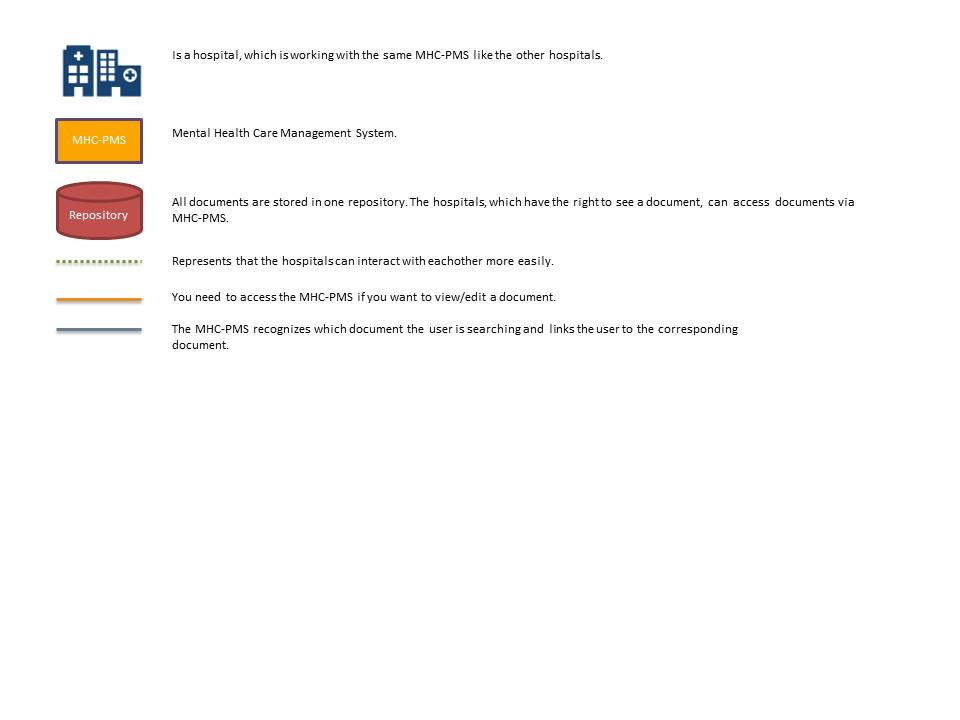 Is a hospital, which is working with the same MHC-PMS like the other hospitals.
MHC-PMS
Mental Health Care Management System.
Repository
All documents are stored in one repository. The hospitals, which have the right to see a document, can access documents via
MHC-PMS.
Represents that the hospitals can interact with eachother more easily.
You need to access the MHC-PMS if you want to view/edit a document.
The MHC-PMS recognizes which document the user is searching and links the user to the corresponding
document.